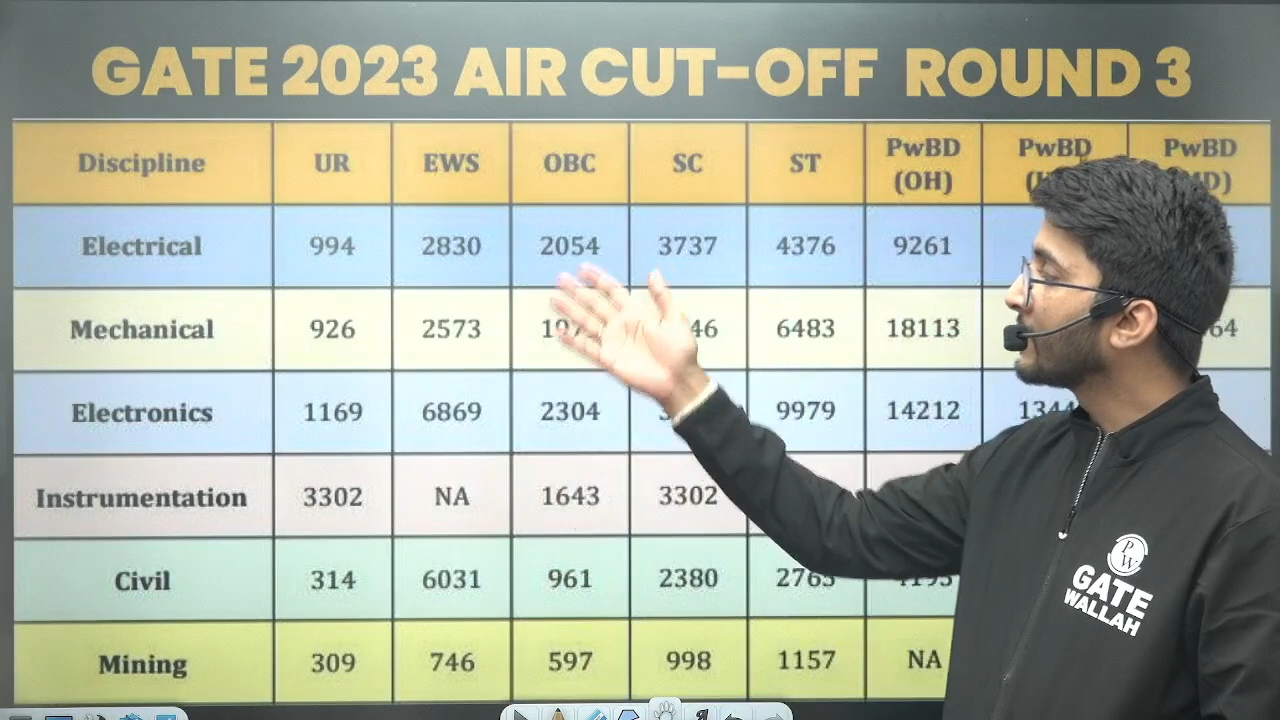 GATE 2023 AIR CUT-OFF ROUND 3
Discipline UR EWS OBC SC ST PwBD (OH) PwBD PwBD
Electrical 994 2830 2054 3737 4376 9261
Mechanical 926 2573 6483 18113
Electronics 1169 6869 2304 9979 14212
Instrumentation 3302 NA 1643 3302
Civil 314 6031 961 2380 2763
Mining 309 746 597 998 1157 NA
PW
GATE
WALLAH